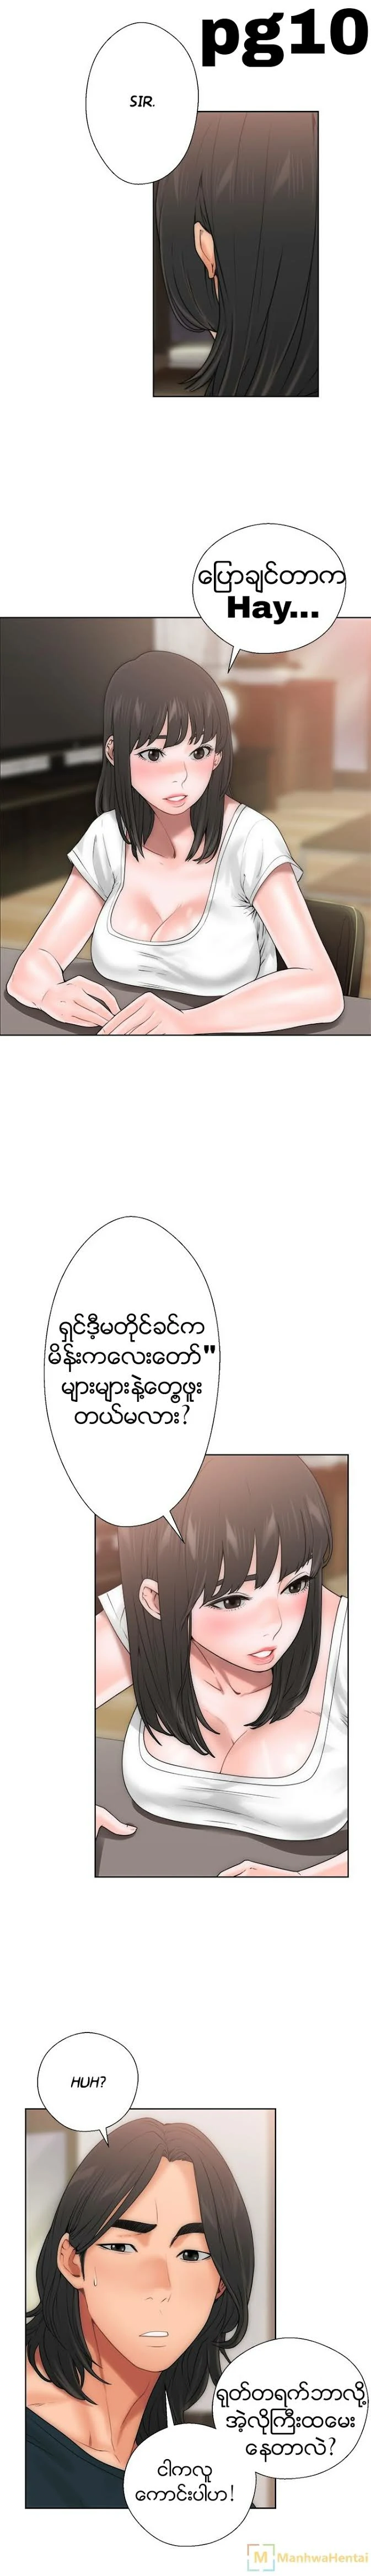 pg10
SIR.
ပြောချင်တာက
Hay...
ရှင်ဒီ့မတိုင်ခင်က
မိန်းကလေးတော်"
များများနဲ့တွေ့ဖူး
တယ်မလား?
HUH?
ရုတ်တရက်ဘာလို့
အဲ့လိုကြီးထမေး
နေတာလဲ?
ငါကလူ
ကောင်းပါဟ!
ManhwaHentai